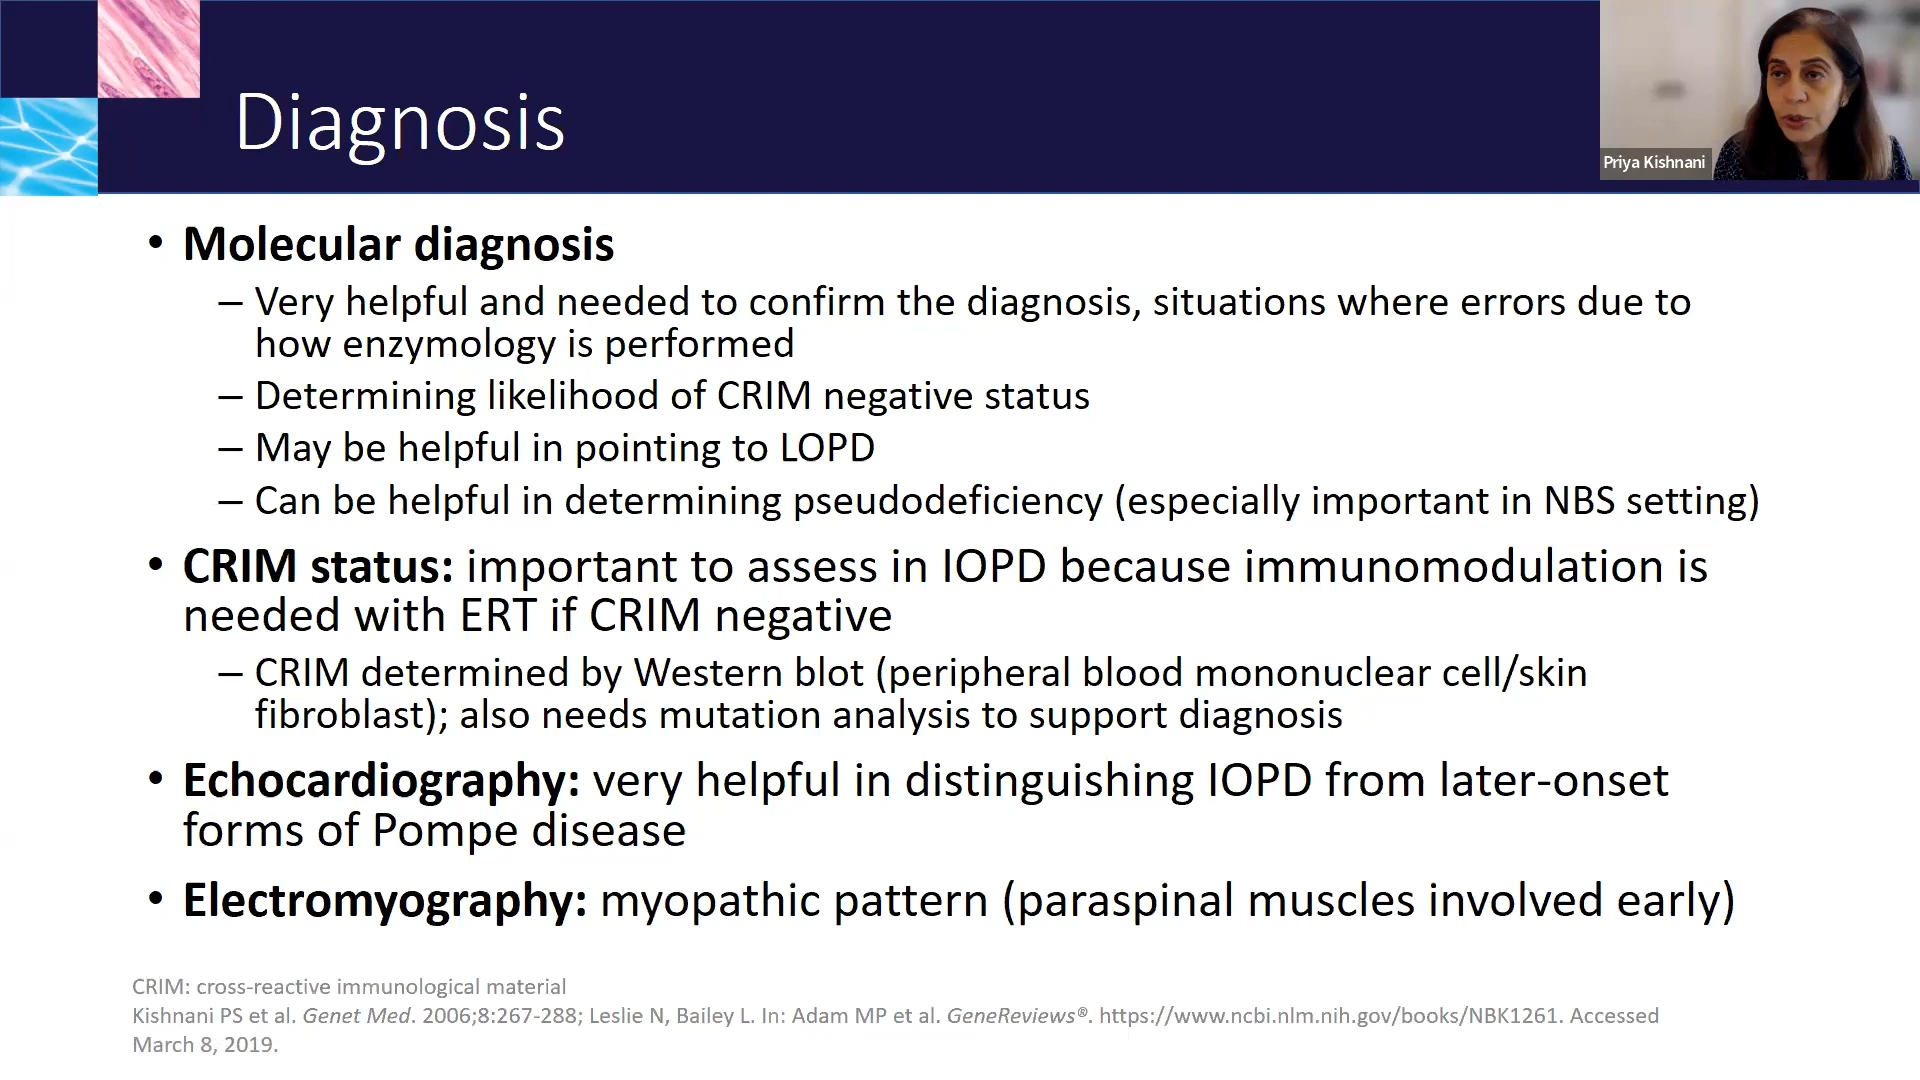 Diagnosis
Priya Kishnani
• Molecular diagnosis
– Very helpful and needed to confirm the diagnosis, situations where errors due to
how enzymology is performed
– Determining likelihood of CRIM negative status
– May be helpful in pointing to LOPD
– Can be helpful in determining pseudodeficiency (especially important in NBS setting)
• CRIM status: important to assess in IOPD because immunomodulation is
needed with ERT if CRIM negative
– CRIM determined by Western blot (peripheral blood mononuclear cell/skin
fibroblast); also needs mutation analysis to support diagnosis
• Echocardiography: very helpful in distinguishing IOPD from later-onset
forms of Pompe disease
• Electromyography: myopathic pattern (paraspinal muscles involved early)
CRIM: cross-reactive immunological material
Kishnani PS et al. Genet Med. 2006;8:267-288; Leslie N, Bailey L. In: Adam MP et al. GeneReviews®. https://www.ncbi.nlm.nih.gov/books/NBK1261. Accessed
March 8, 2019.